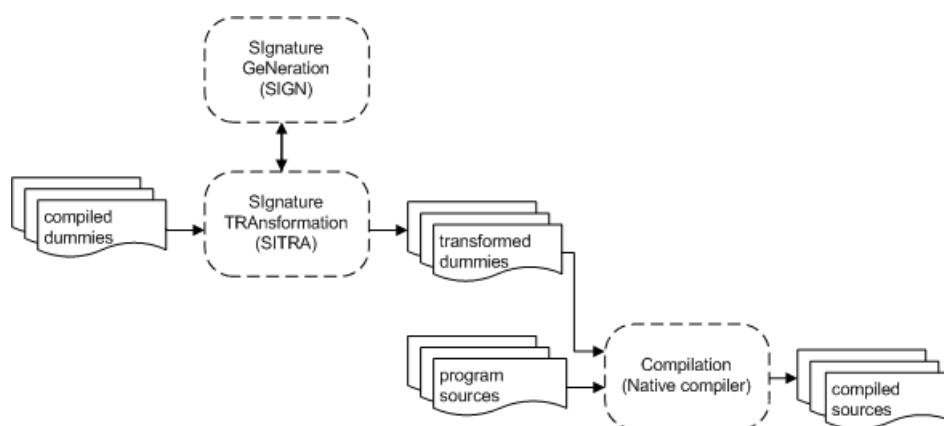 SIgnature
GeNeration
(SIGN)
compiled
dummies
SIgnature
TRAnsformation
(SITRA)
transformed
dummies
program
sources
Compilation
(Native compiler)
compiled
sources